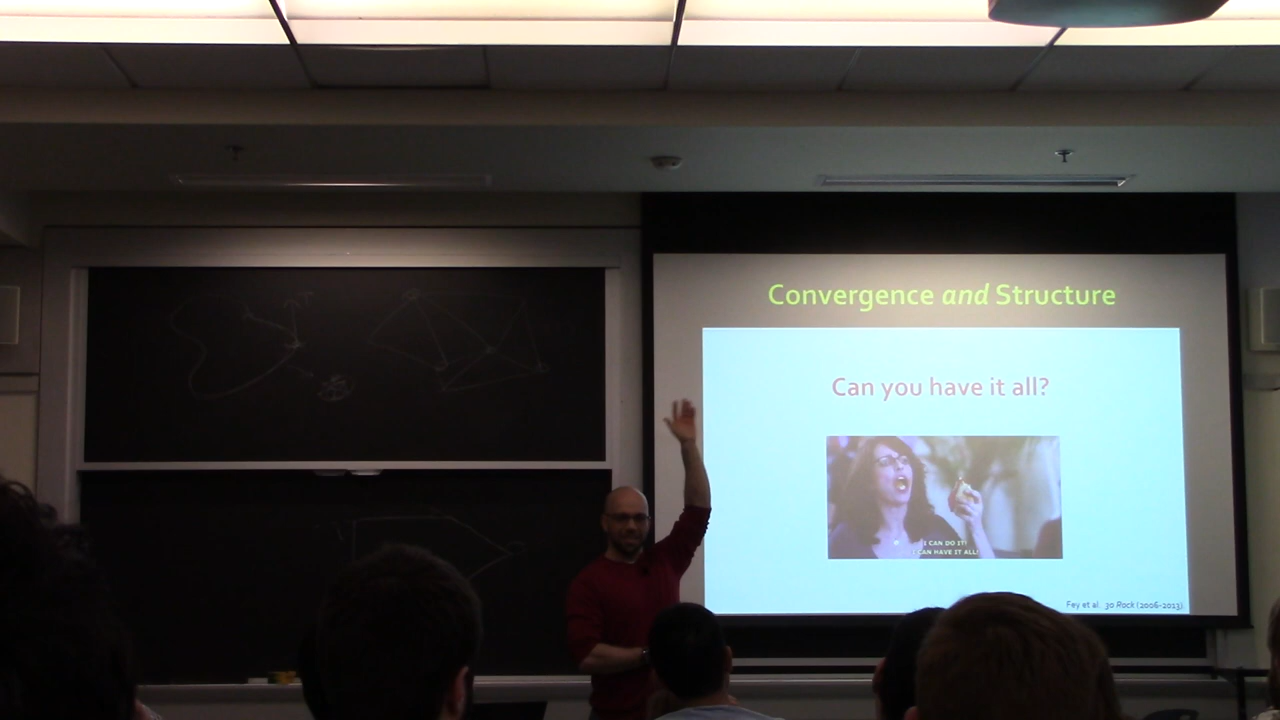 Convergence and Structure
Can you have it all?
I CAN DO IT!
I CAN HAVE IT ALL!
Fey et al. 30 Rock (2006-2013)